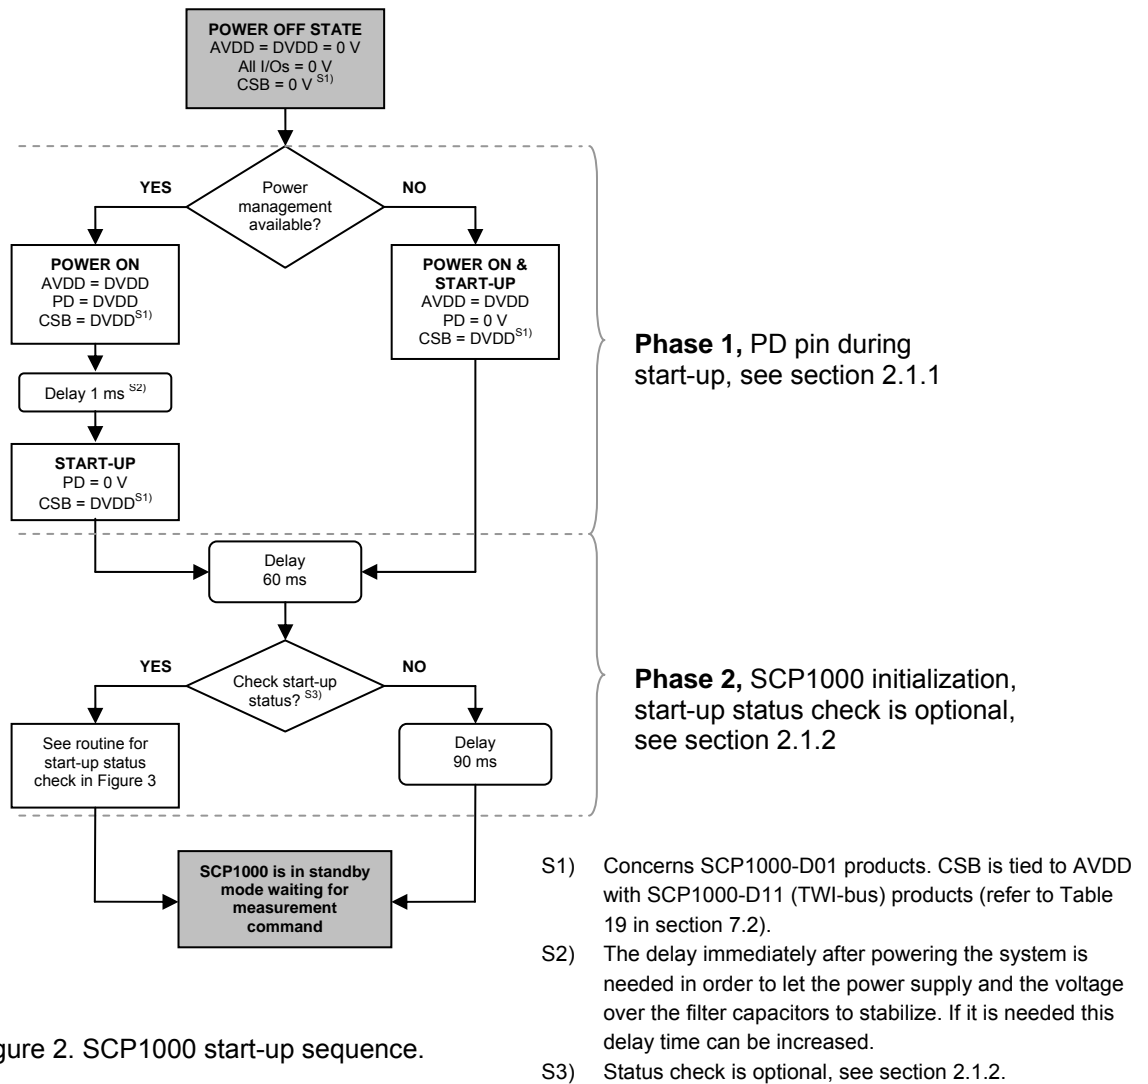 POWER OFF STATE
AVDD = DVDD = 0 V
All I/Os = 0 V
CSB = 0 V S1)
YES
Power
management
available?
NO
POWER ON
AVDD = DVDD
PD = DVDD
CSB = DVDD S1)
POWER ON &
START-UP
AVDD = DVDD
PD = 0 V
CSB = DVDD S1)
Delay 1 ms S2)
START-UP
PD = 0 V
CSB = DVDD S1)
Phase 1, PD pin during
start-up, see section 2.1.1
Delay
60 ms
YES
Check start-up
status? S3)
NO
See routine for
start-up status
check in Figure 3
Delay
90 ms
Phase 2, SCP1000 initialization,
start-up status check is optional,
see section 2.1.2
SCP1000 is in standby
mode waiting for
measurement
command
S1) Concerns SCP1000-D01 products. CSB is tied to AVDD
with SCP1000-D11 (TWI-bus) products (refer to Table
19 in section 7.2).
S2) The delay immediately after powering the system is
needed in order to let the power supply and the voltage
over the filter capacitors to stabilize. If it is needed this
delay time can be increased.
S3) Status check is optional, see section 2.1.2.
gure 2. SCP1000 start-up sequence.